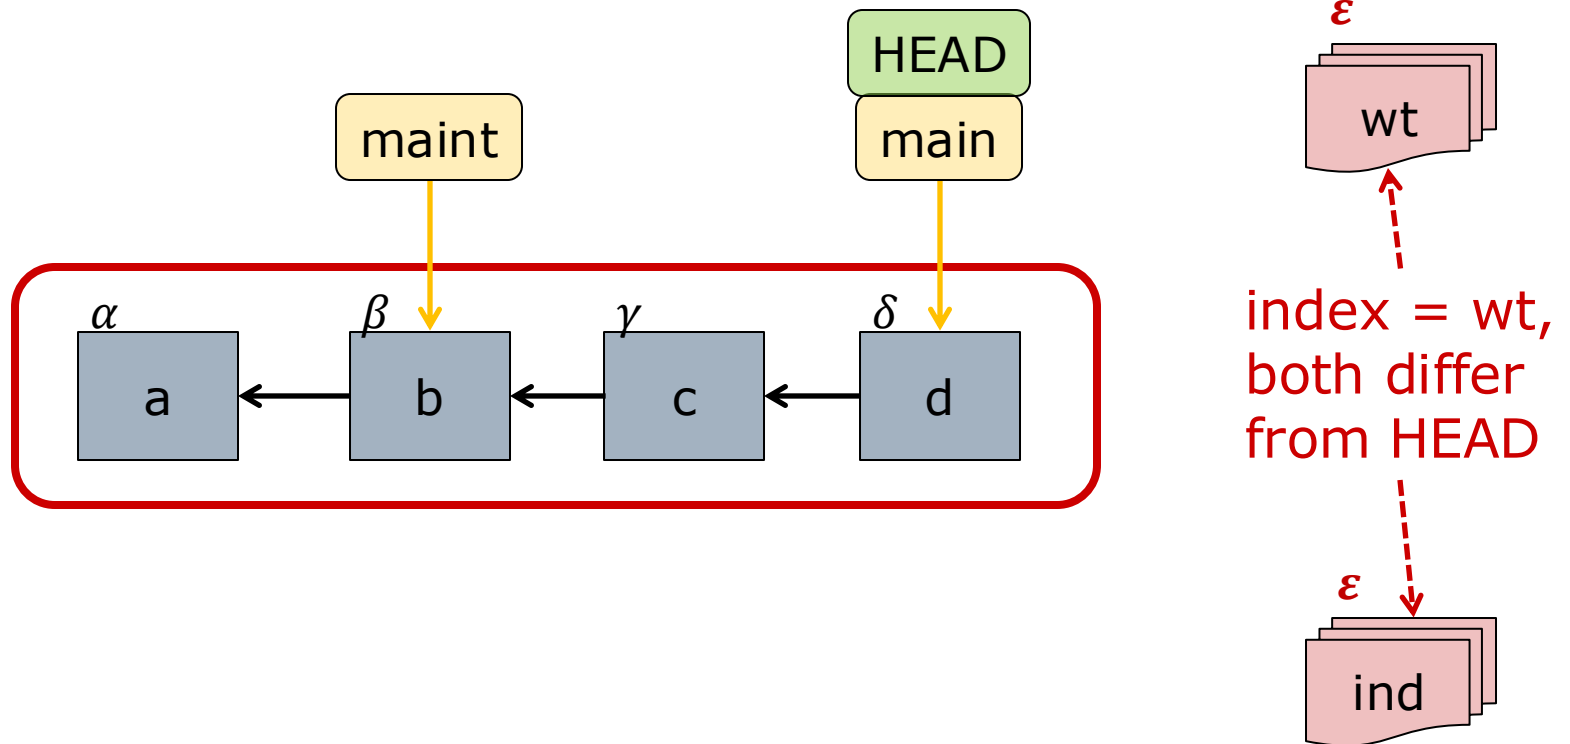 HEAD
maint
main
α
β
γ
δ
a
b
c
d
ε
wt
index = wt,
both differ
from HEAD
ε
ind